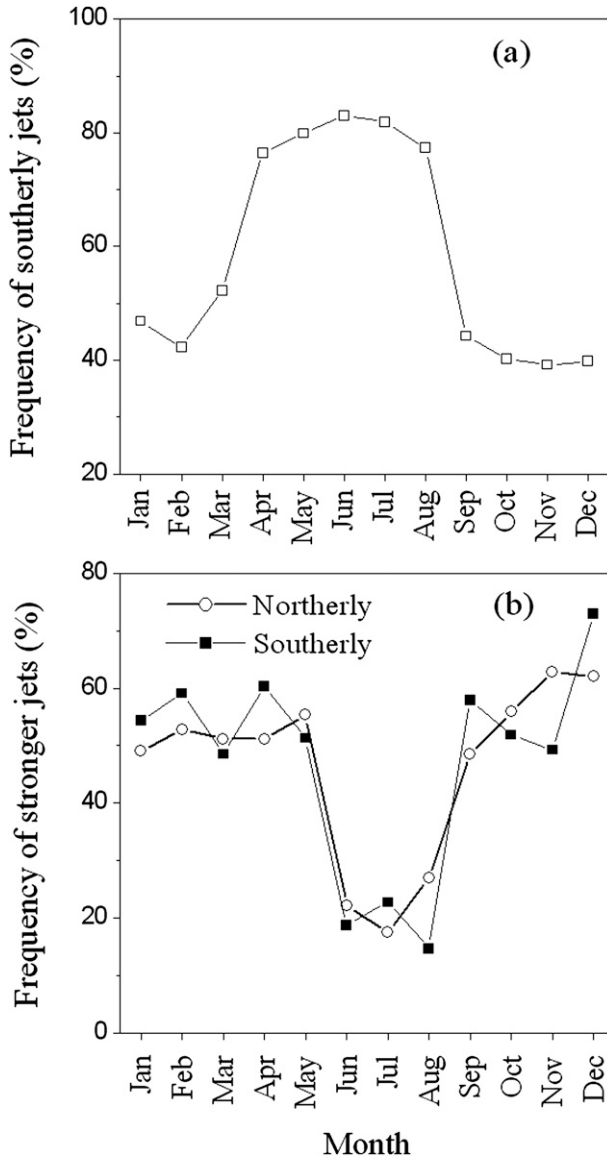 Frequency of southerly jets (%)
100
80
60
40
20
(a)
Jan Feb Mar Apr May Jun Jul Aug Sep Oct Nov Dec
Frequency of stronger jets (%)
80
60
40
20
0
Northerly
Southerly
(b)
Jan Feb Mar Apr May Jun Jul Aug Sep Oct Nov Dec
Month